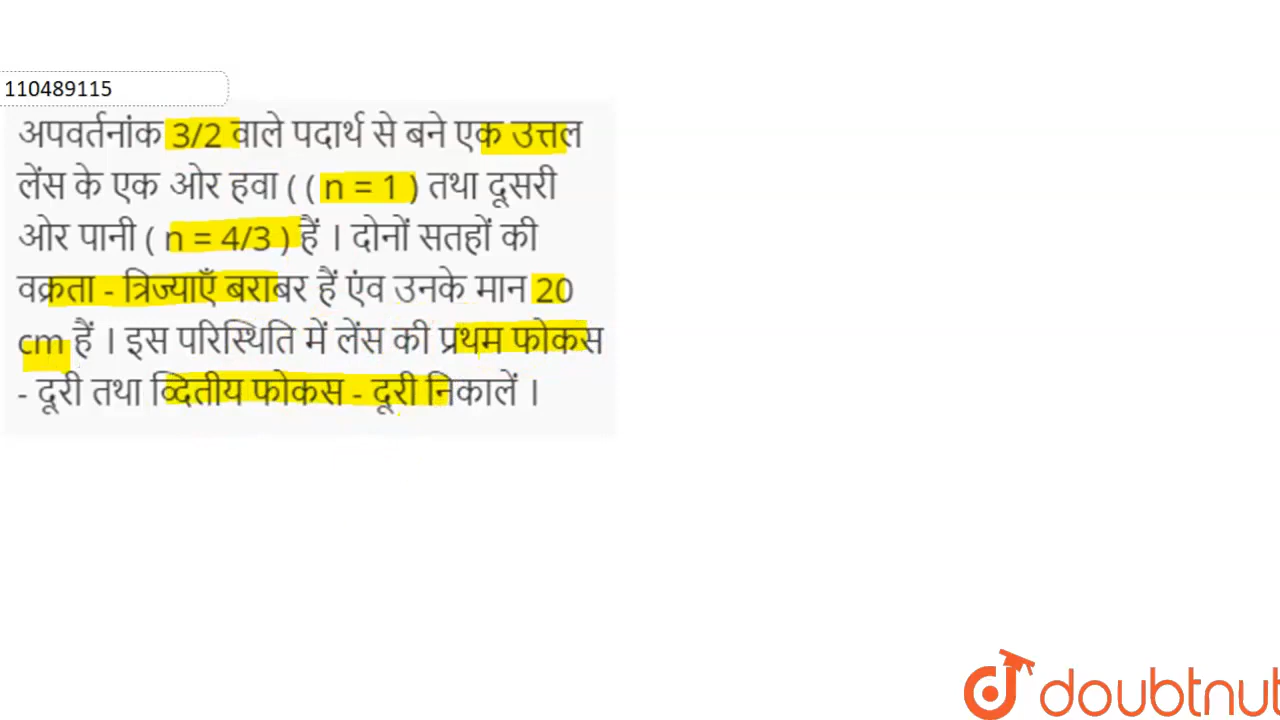 110489115
अपवर्तनांक 3/2 वाले पदार्थ से बने एक उत्तल
लेंस के एक ओर हवा ( ( n = 1 ) तथा दूसरी
ओर पानी ( n = 4/3 ) हैं । दोनों सतहों की
वक्रता - त्रिज्याएँ बराबर हैं एंव उनके मान 20
cm हैं । इस परिस्थिति में लेंस की प्रथम फोकस
- दूरी तथा व्दितीय फोकस - दूरी निकालें ।
doubtnut